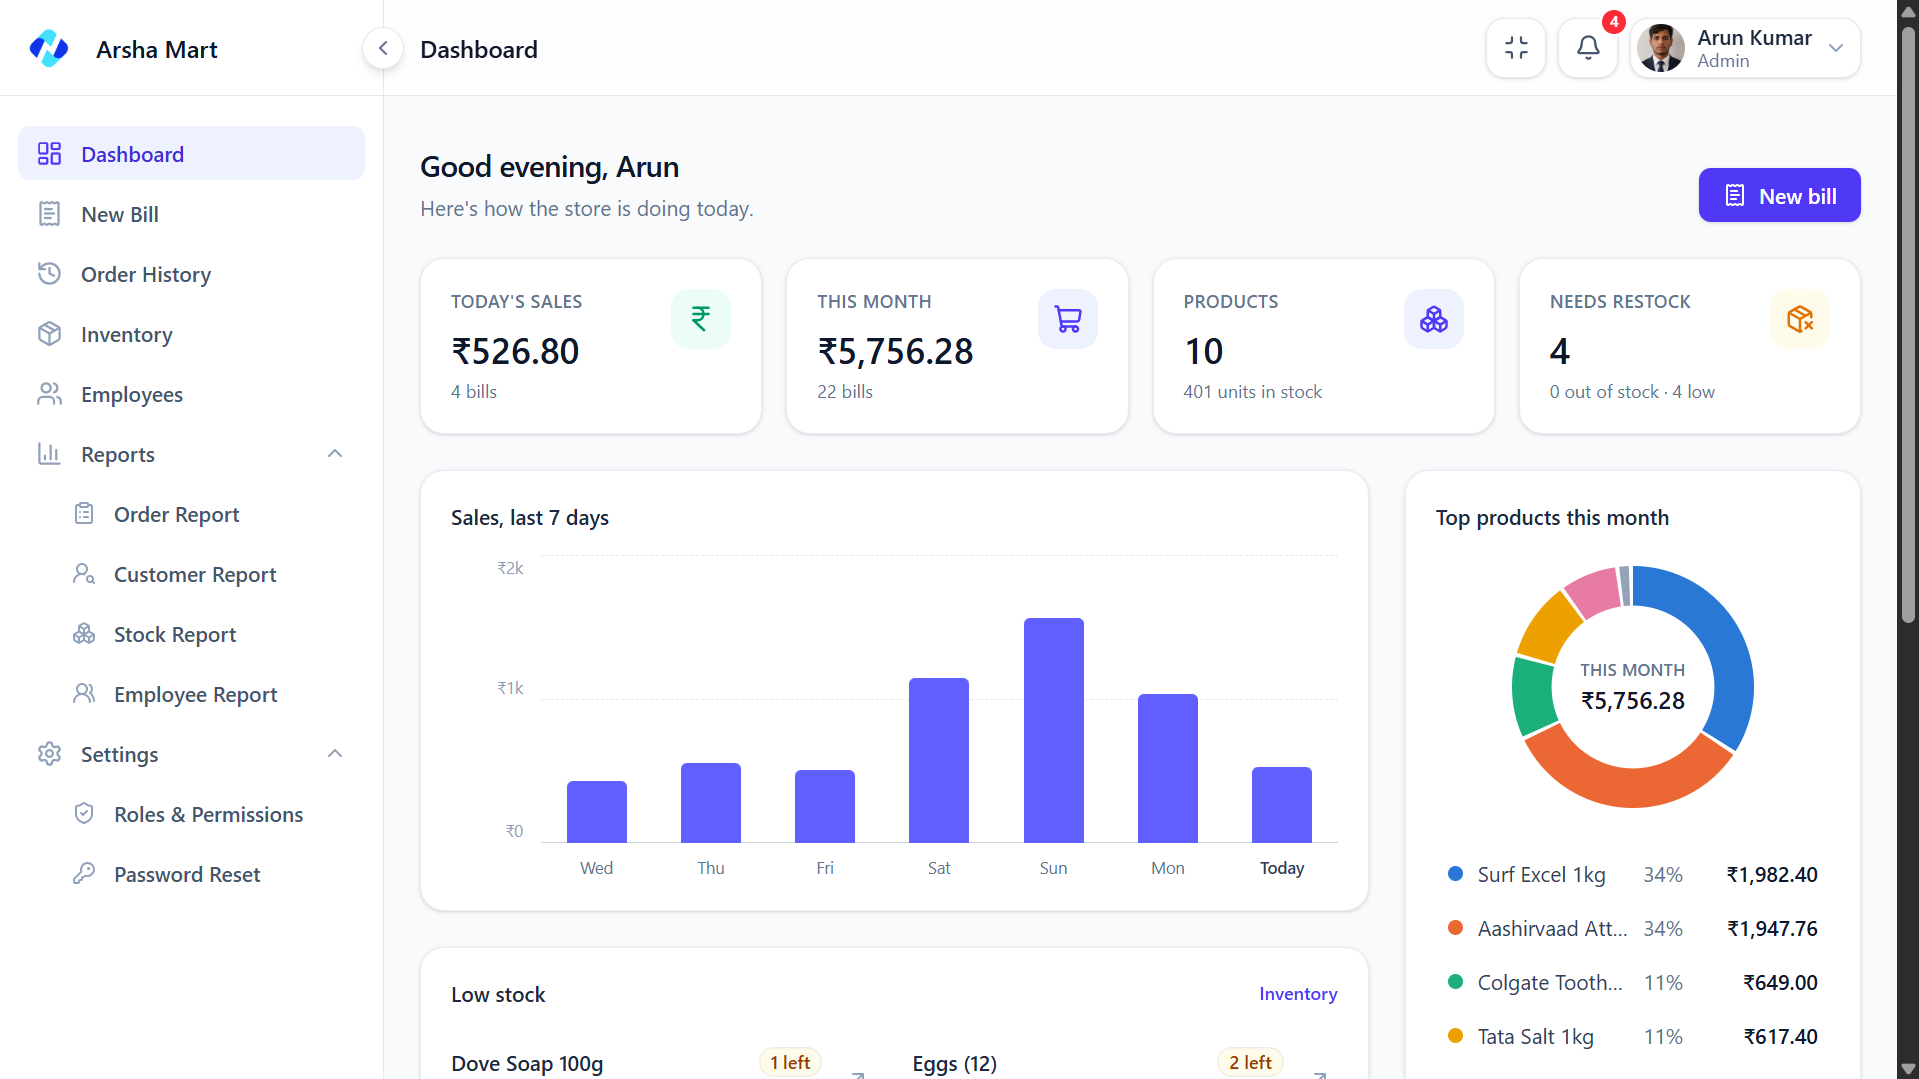 Arsha Mart
Dashboard
4
Arun Kumar
Admin
Dashboard
New Bill
Order History
Inventory
Employees
Reports
Order Report
Customer Report
Stock Report
Employee Report
Settings
Roles & Permissions
Password Reset
Good evening, Arun
Here's how the store is doing today.
New bill
TODAY'S SALES
₹526.80
4 bills
THIS MONTH
₹5,756.28
22 bills
PRODUCTS
10
401 units in stock
NEEDS RESTOCK
4
0 out of stock · 4 low
Sales, last 7 days
₹2k
₹1k
₹0
Wed Thu Fri Sat Sun Mon Today
Top products this month
THIS MONTH
₹5,756.28
Surf Excel 1kg 34% ₹1,982.40
Aashirvaad Att... 34% ₹1,947.76
Colgate Tooth... 11% ₹649.00
Tata Salt 1kg 11% ₹617.40
Low stock Inventory
Dove Soap 100g 1 left
Eggs (12) 2 left